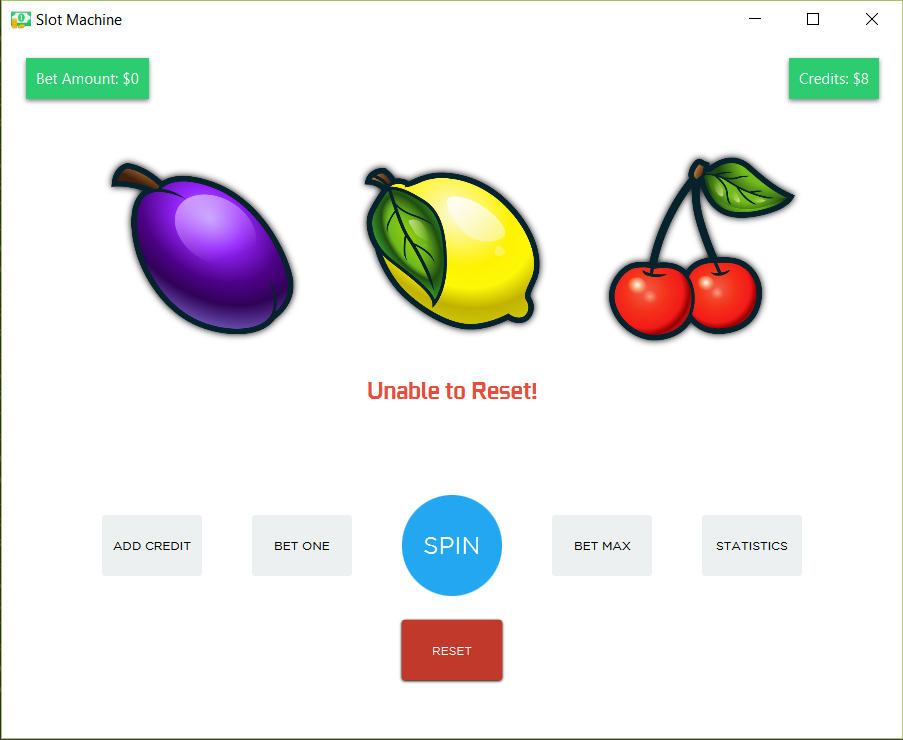 Slot Machine
Bet Amount: $0
Credits: $8
Unable to Reset!
ADD CREDIT
BET ONE
SPIN
BET MAX
STATISTICS
RESET